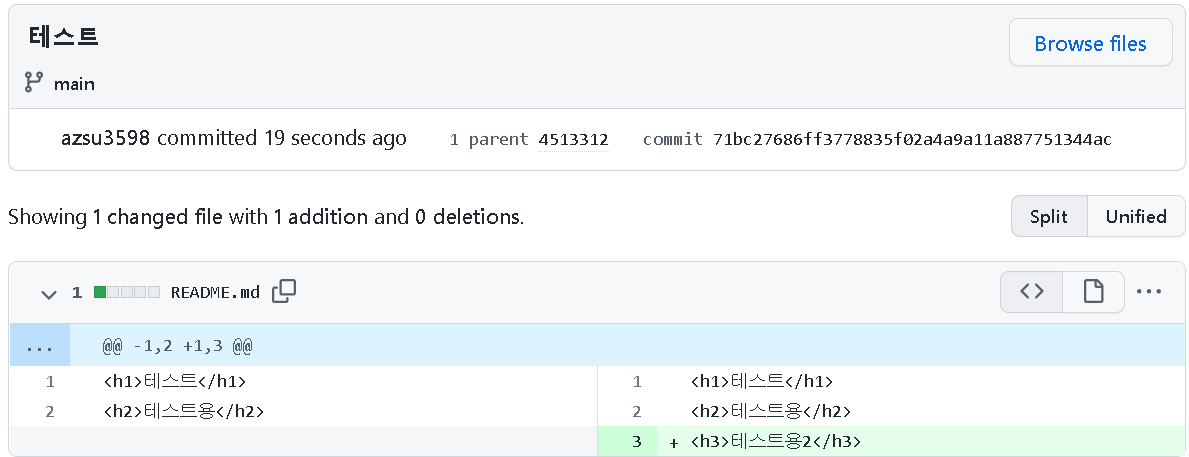 테스트
Browse files
main
azsu3598 committed 19 seconds ago 1 parent 4513312 commit 71bc27686ff3778835f02a4a9a11a887751344ac
Showing 1 changed file with 1 addition and 0 deletions.
Split Unified
1 README.md
... @@ -1,2 +1,3 @@
1 <h1>테스트</h1> 1 <h1>테스트</h1>
2 <h2>테스트용</h2> 2 <h2>테스트용</h2>
3 + <h3>테스트용2</h3>